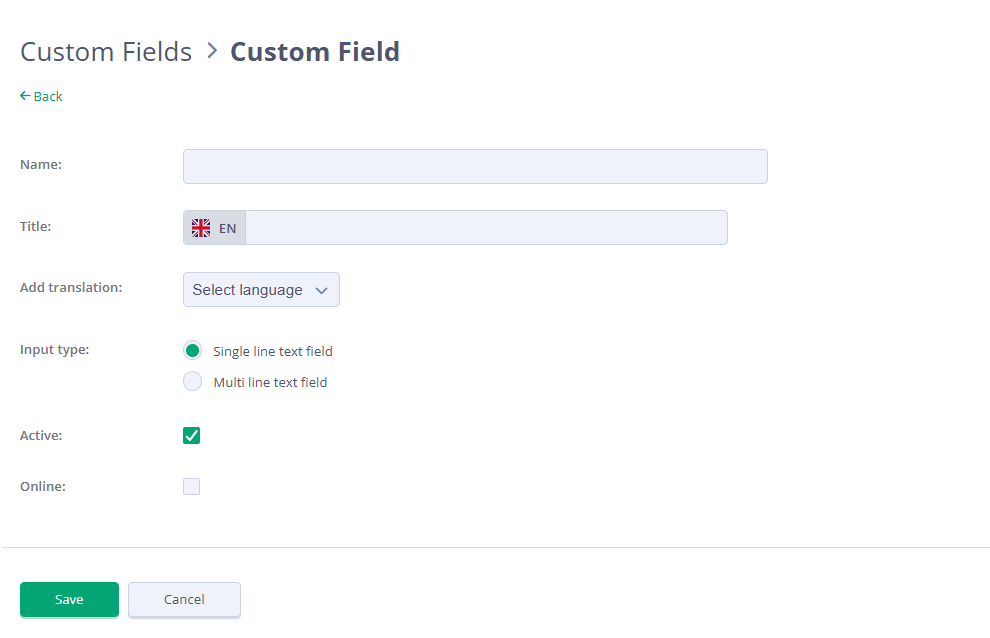 Custom Fields > Custom Field
← Back
Name:
Title: EN
Add translation: Select language
Input type: Single line text field
Multi line text field
Active:
Online:
Save Cancel